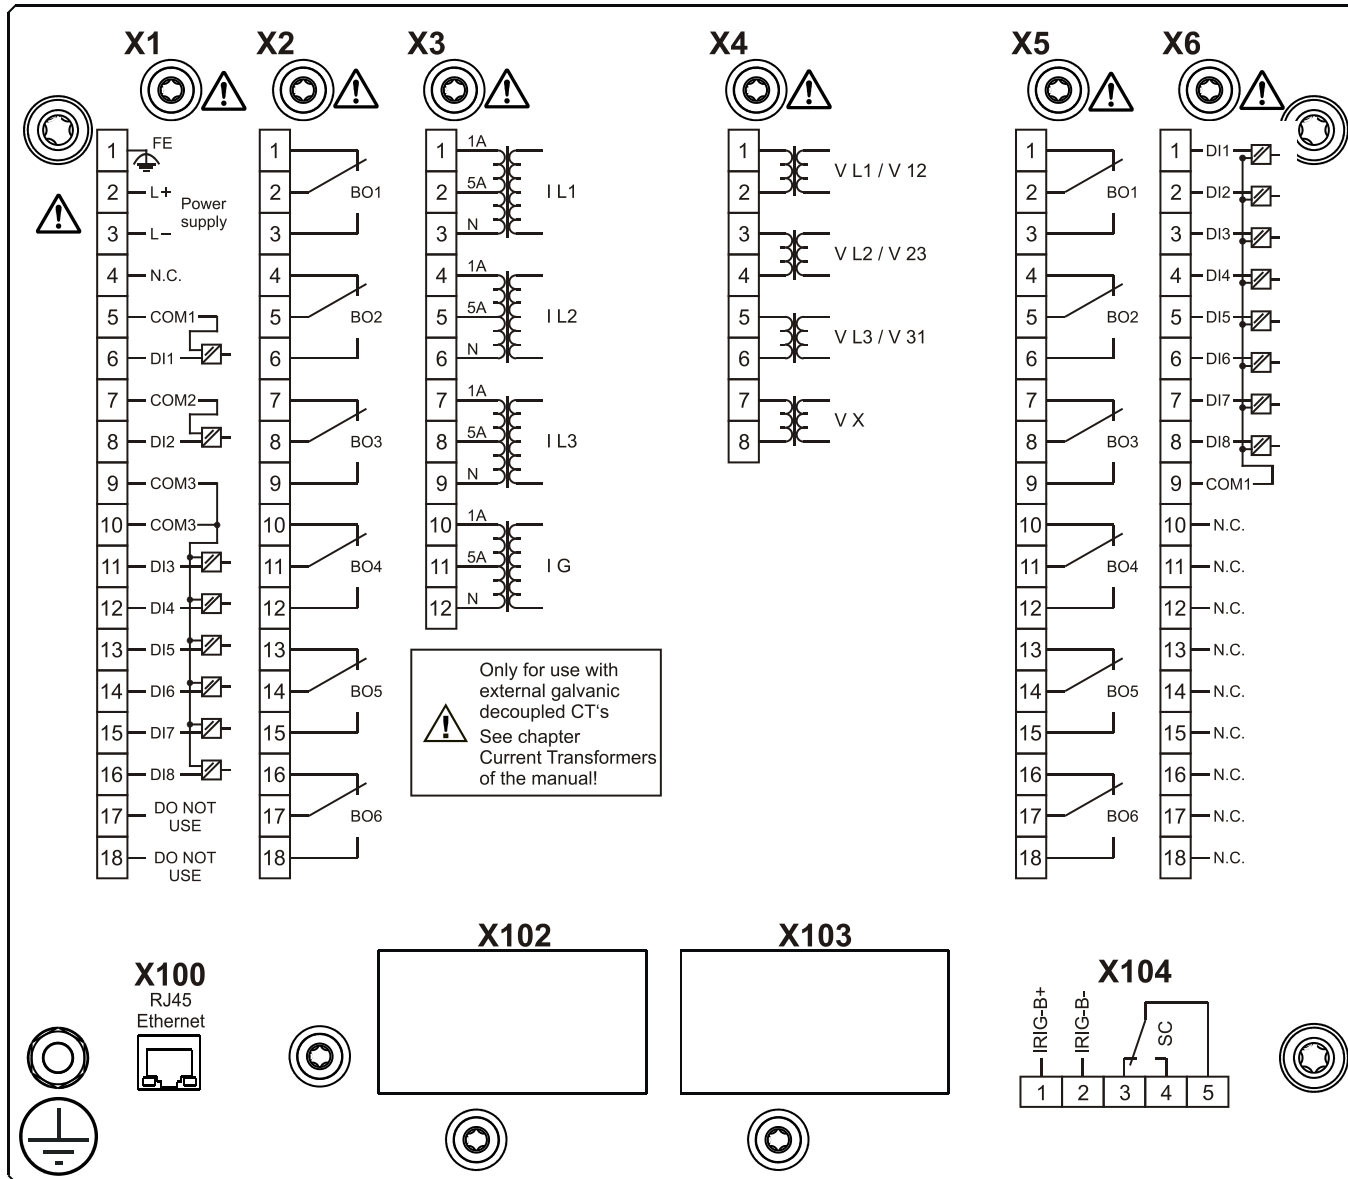 X1
1 FE
2 L+
Power
supply
3 L−
4 N.C.
5 COM1
6 DI1
7 COM2
8 DI2
9 COM3
10 COM3
11 DI3
12 DI4
13 DI5
14 DI6
15 DI7
16 DI8
17 DO NOT
USE
18 DO NOT
USE
X2
1
2 BO1
3
4
5 BO2
6
7
8 BO3
9
10
11 BO4
12
13
14 BO5
15
16
17 BO6
18
X3
1 1A
2 5A I L1
3 N
4 1A
5 5A I L2
6 N
7 1A
8 5A I L3
9 N
10 1A
11 5A I G
12 N
Only for use with
external galvanic
decoupled CT's
See chapter
Current Transformers
of the manual!
X4
1
V L1 / V 12
2
3
V L2 / V 23
4
5
V L3 / V 31
6
7
V X
8
X5
1
2 BO1
3
4
5 BO2
6
7
8 BO3
9
10
11 BO4
12
13
14 BO5
15
16
17 BO6
18
X6
1 DI1
2 DI2
3 DI3
4 DI4
5 DI5
6 DI6
7 DI7
8 DI8
9 COM1
10 N.C.
11 N.C.
12 N.C.
13 N.C.
14 N.C.
15 N.C.
16 N.C.
17 N.C.
18 N.C.
X100
RJ45
Ethernet
X102
X103
X104
IRIG-B+
IRIG-B-
SC
1 2 3 4 5